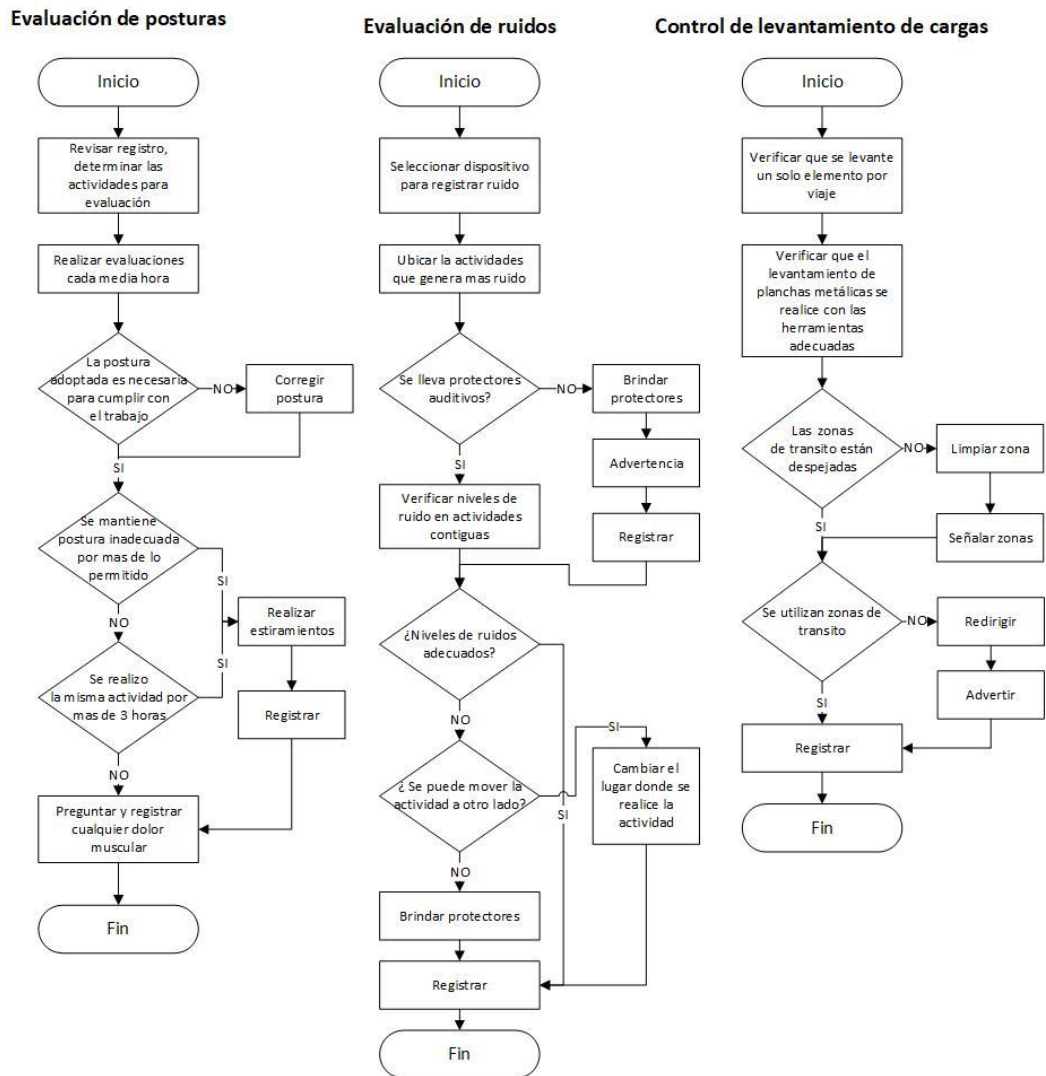 Evaluación de posturas
Inicio
Revisar registro,
determinar las
actividades para
evaluación
Realizar evaluaciones
cada media hora
La postura
adoptada es necesaria
para cumplir con
el trabajo
NO
Corregir
postura
SI
Se mantiene
postura inadecuada
por mas de lo
permitido
SI
NO
Realizar
estiramientos
Se realizo
la misma actividad por
mas de 3 horas
SI
Registrar
NO
Preguntar y registrar
cualquier dolor
muscular
Fin
Evaluación de ruidos
Inicio
Seleccionar dispositivo
para registrar ruido
Ubicar la actividades
que genera mas ruido
Se lleva protectores
auditivos?
NO
Brindar
protectores
Advertencia
Registrar
SI
Verificar niveles de
ruido en actividades
contiguas
¿Niveles de ruidos
adecuados?
SI
NO
¿ Se puede mover la
actividad a otro lado?
SI
Cambiar el
lugar donde se
realice la
actividad
NO
Brindar protectores
Registrar
Fin
Control de levantamiento de cargas
Inicio
Verificar que se levante
un solo elemento por
viaje
Verificar que el
levantamiento de
planchas metálicas se
realice con las
herramientas
adecuadas
Las zonas
de transito están
despejadas
NO
Limpiar zona
Señalar zonas
SI
Se utilizan zonas de
transito
NO
Redirigir
Advertir
SI
Registrar
Fin